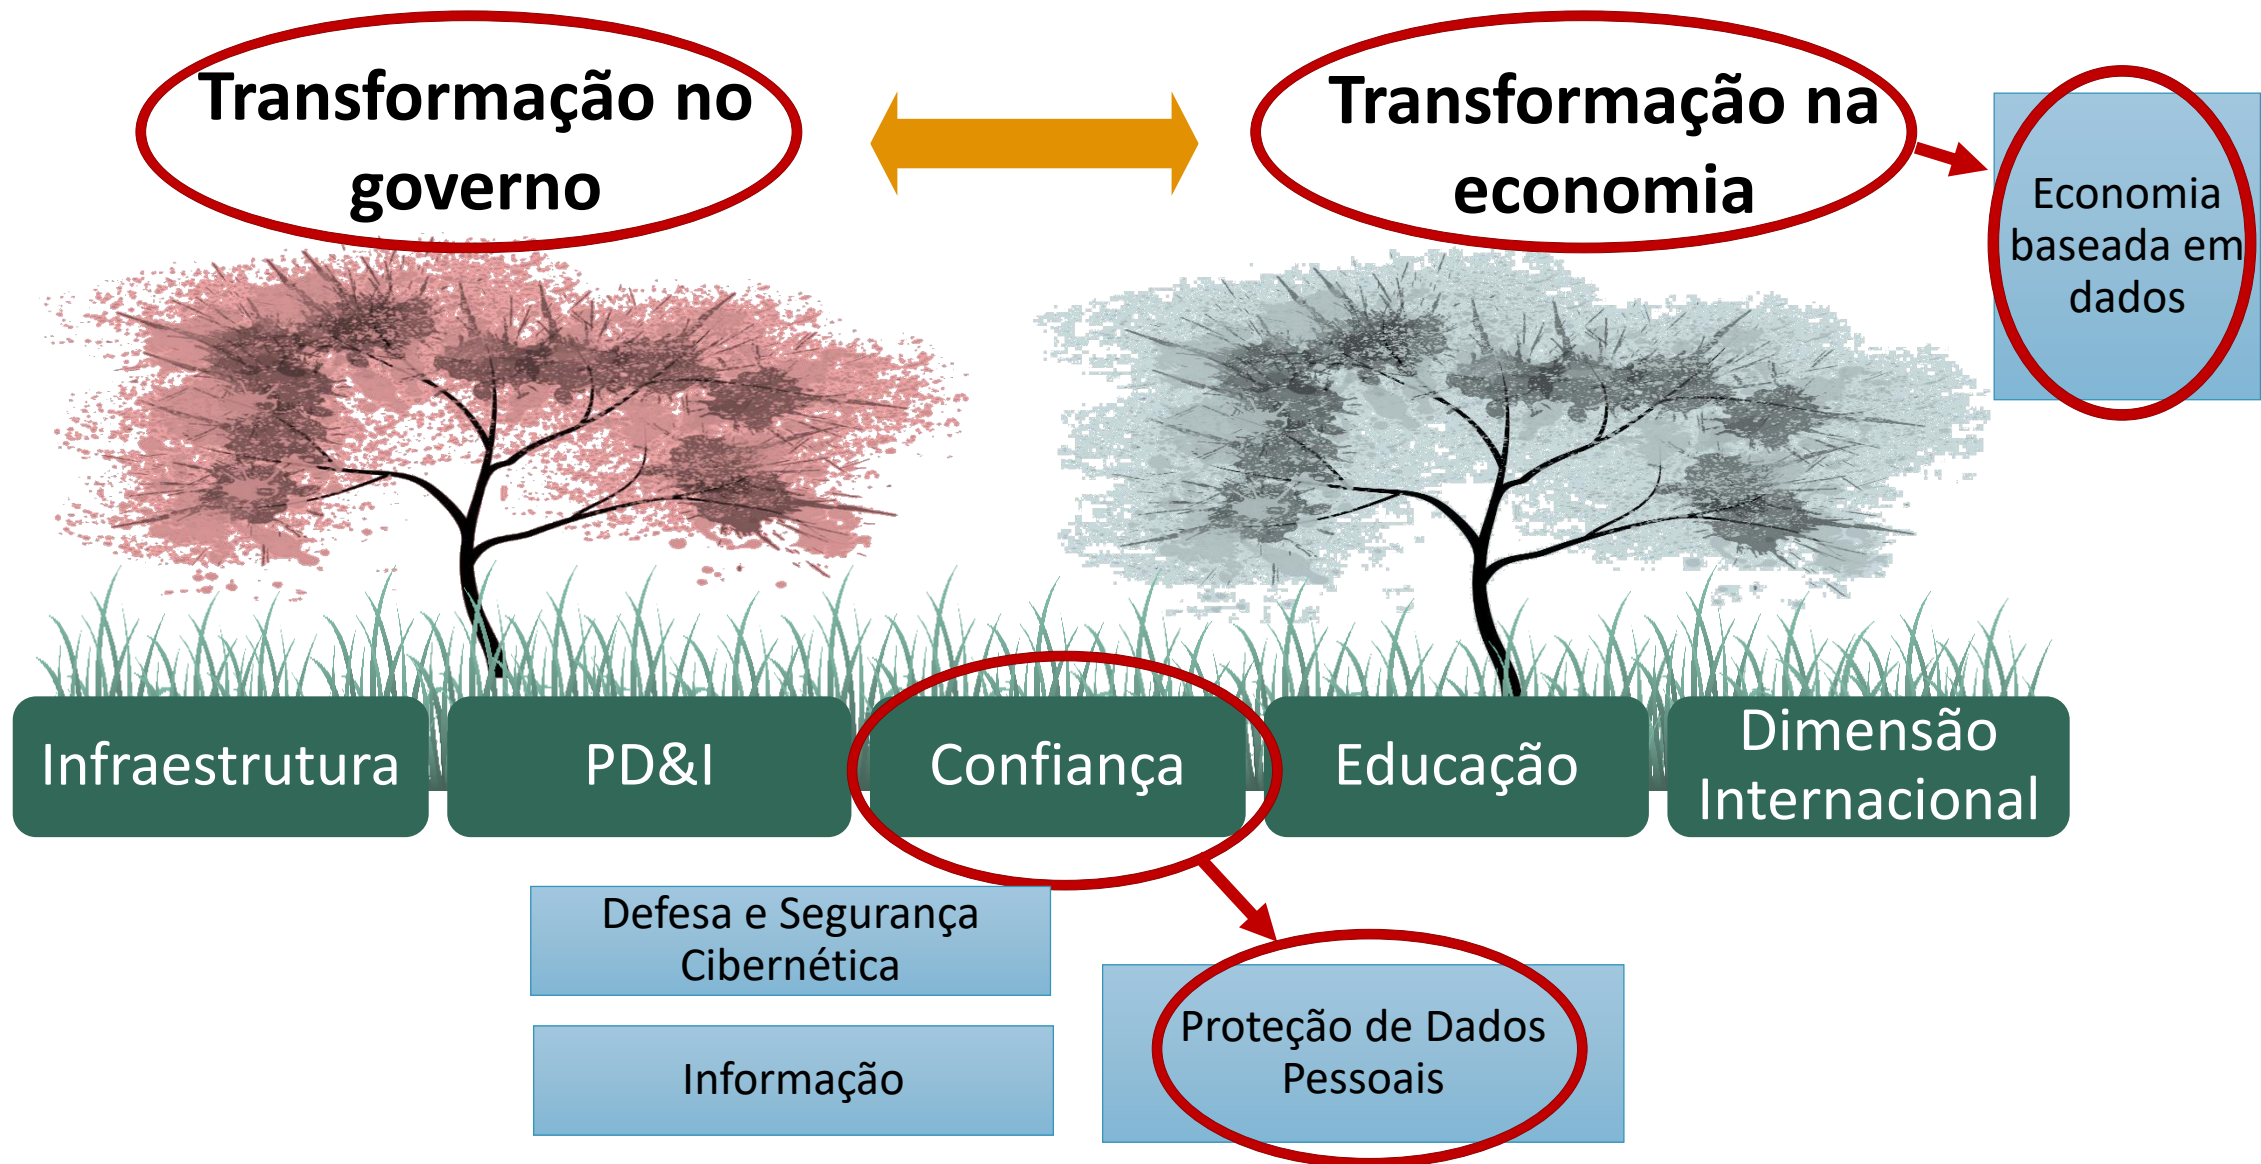 Transformação no
governo
Transformação na
economia
Economia
baseada em
dados
Infraestrutura
PD&I
Confiança
Educação
Dimensão
Internacional
Defesa e Segurança
Cibernética
Informação
Proteção de Dados
Pessoais